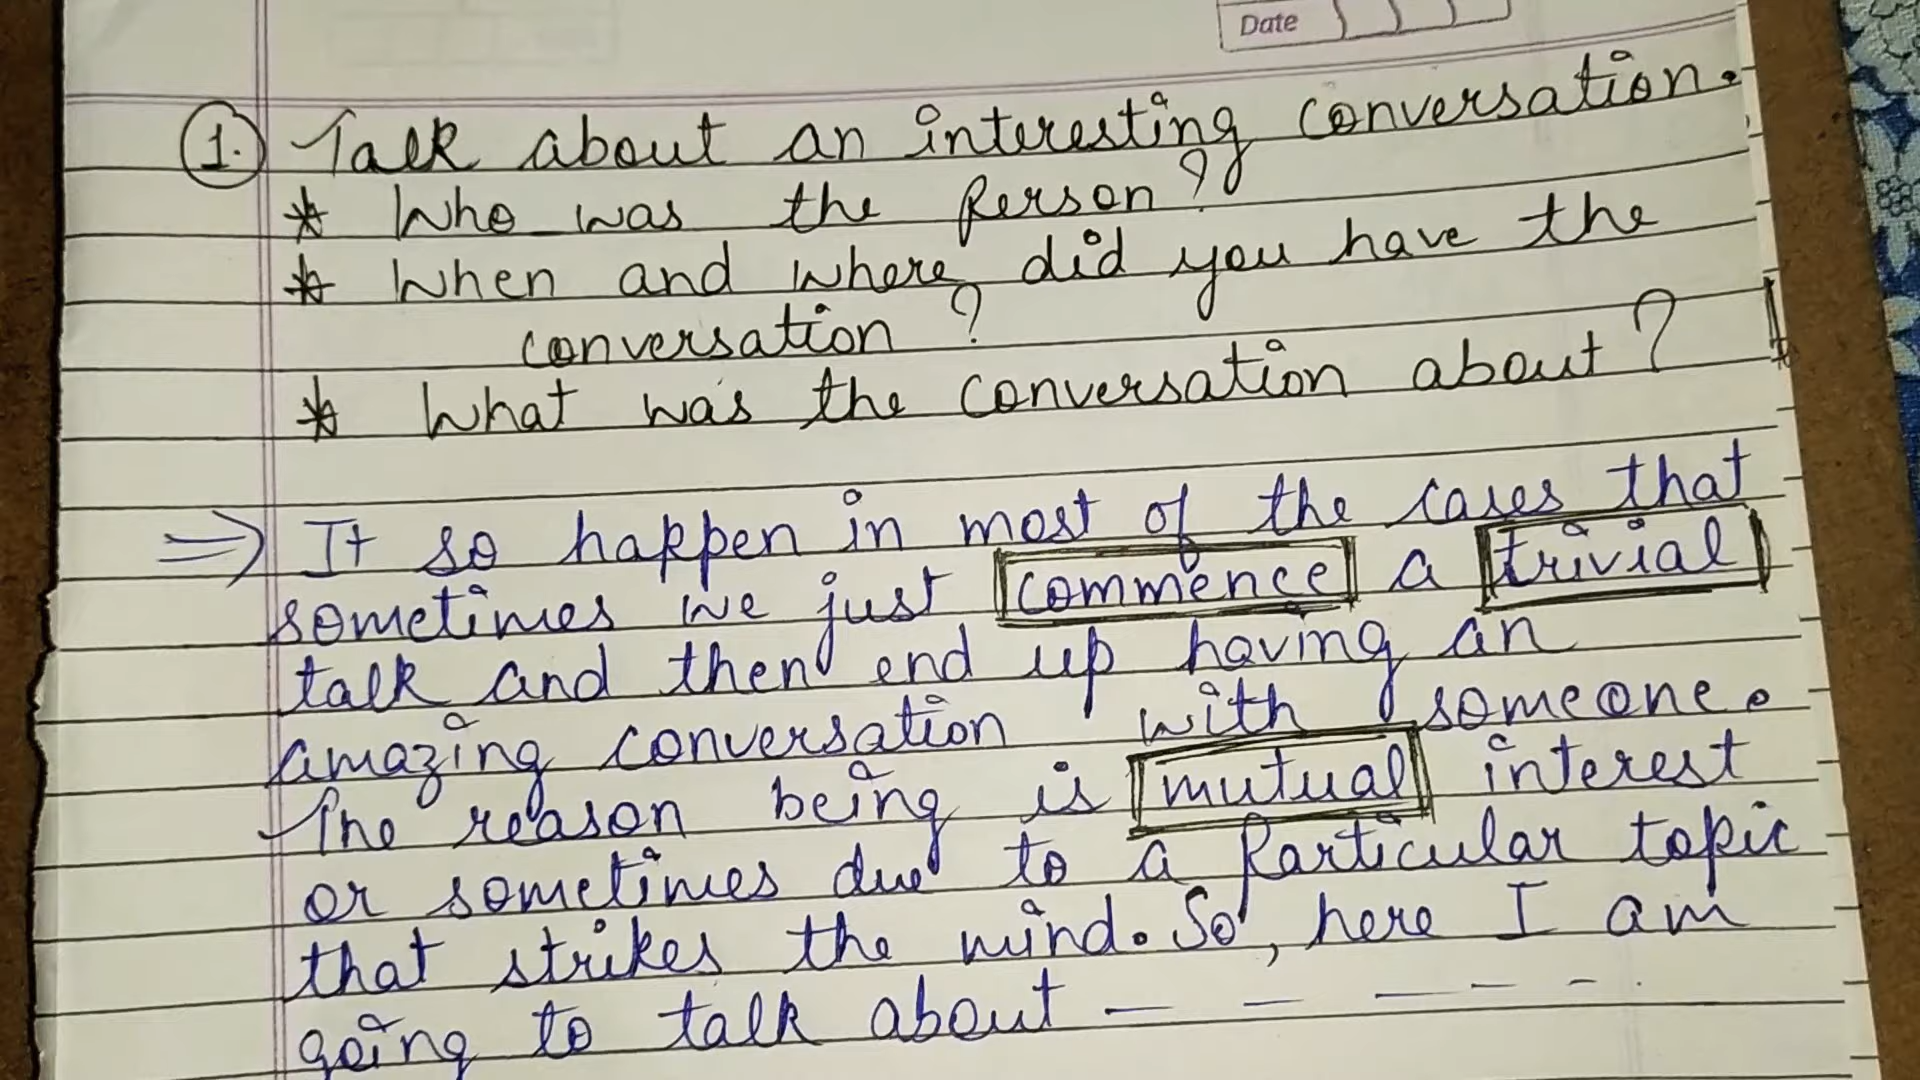 Date
1. Talk about an interesting conversation.
* Who was the person?
* When and where did you have the
conversation?
* What was the conversation about?
⇒ It so happen in most of the cases that
sometimes we just commence a trivial
talk and then end up having an
amazing conversation with someone.
The reason being is mutual interest
or sometimes due to a particular topic
that strikes the mind. So, here I am
going to talk about — — — — — -